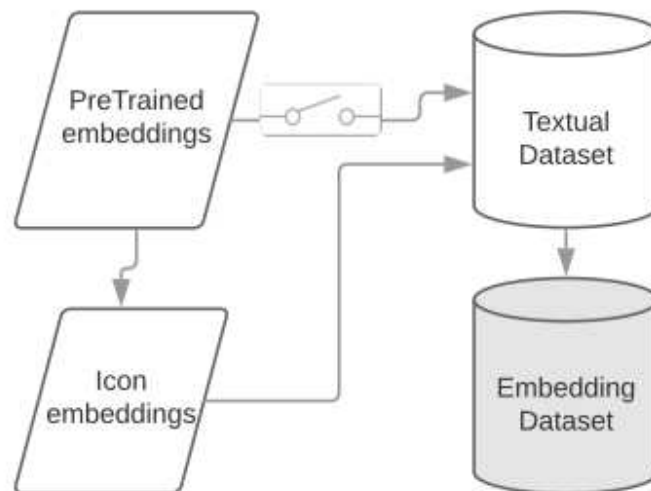 PreTrained
embeddings
Textual
Dataset
Icon
embeddings
Embedding
Dataset